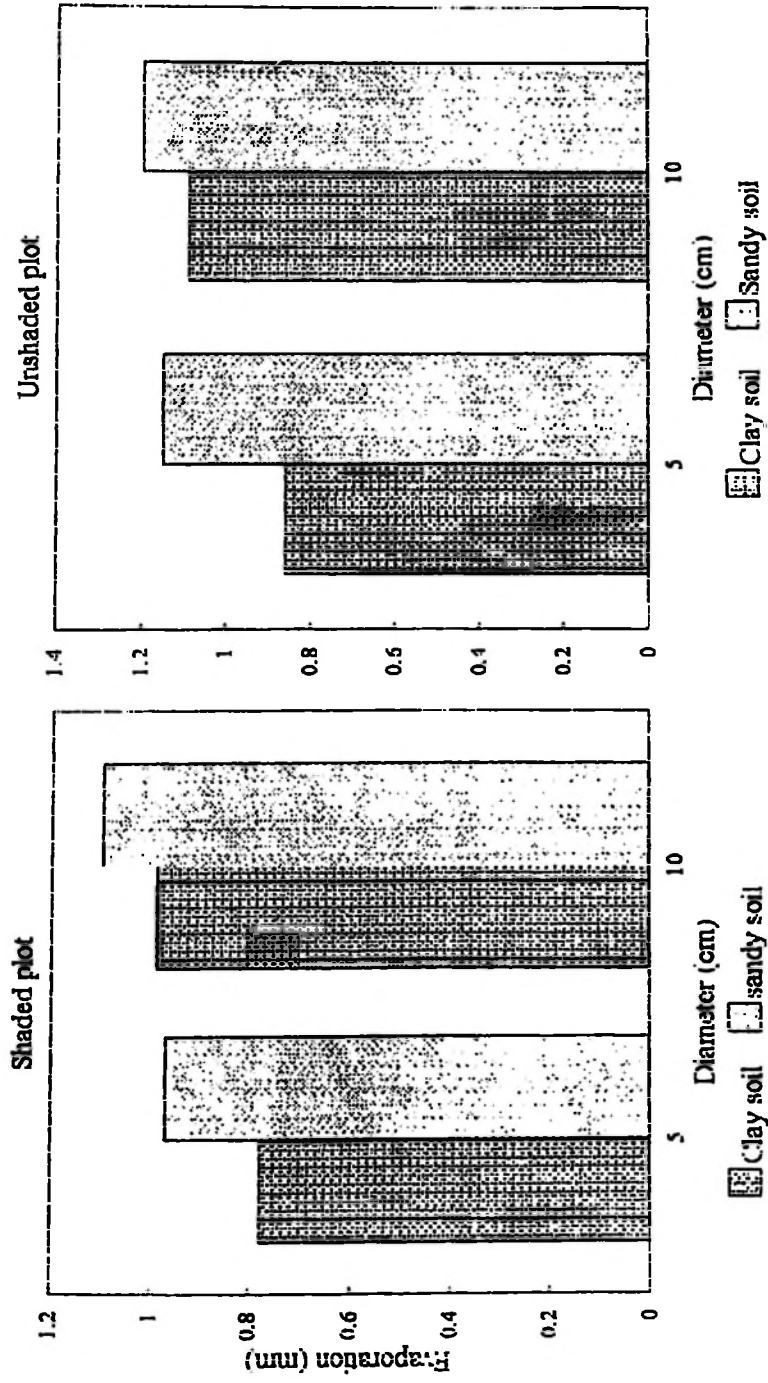 Shaded plot
Evaporation (mm)
1.2
1
0.8
0.6
0.4
0.2
0
5
10
Diameter (cm)
Clay soil
sandy soil
Unshaded plot
1.4
1.2
1
0.8
0.6
0.4
0.2
0
5
10
Diameter (cm)
Clay soil
Sandy soil